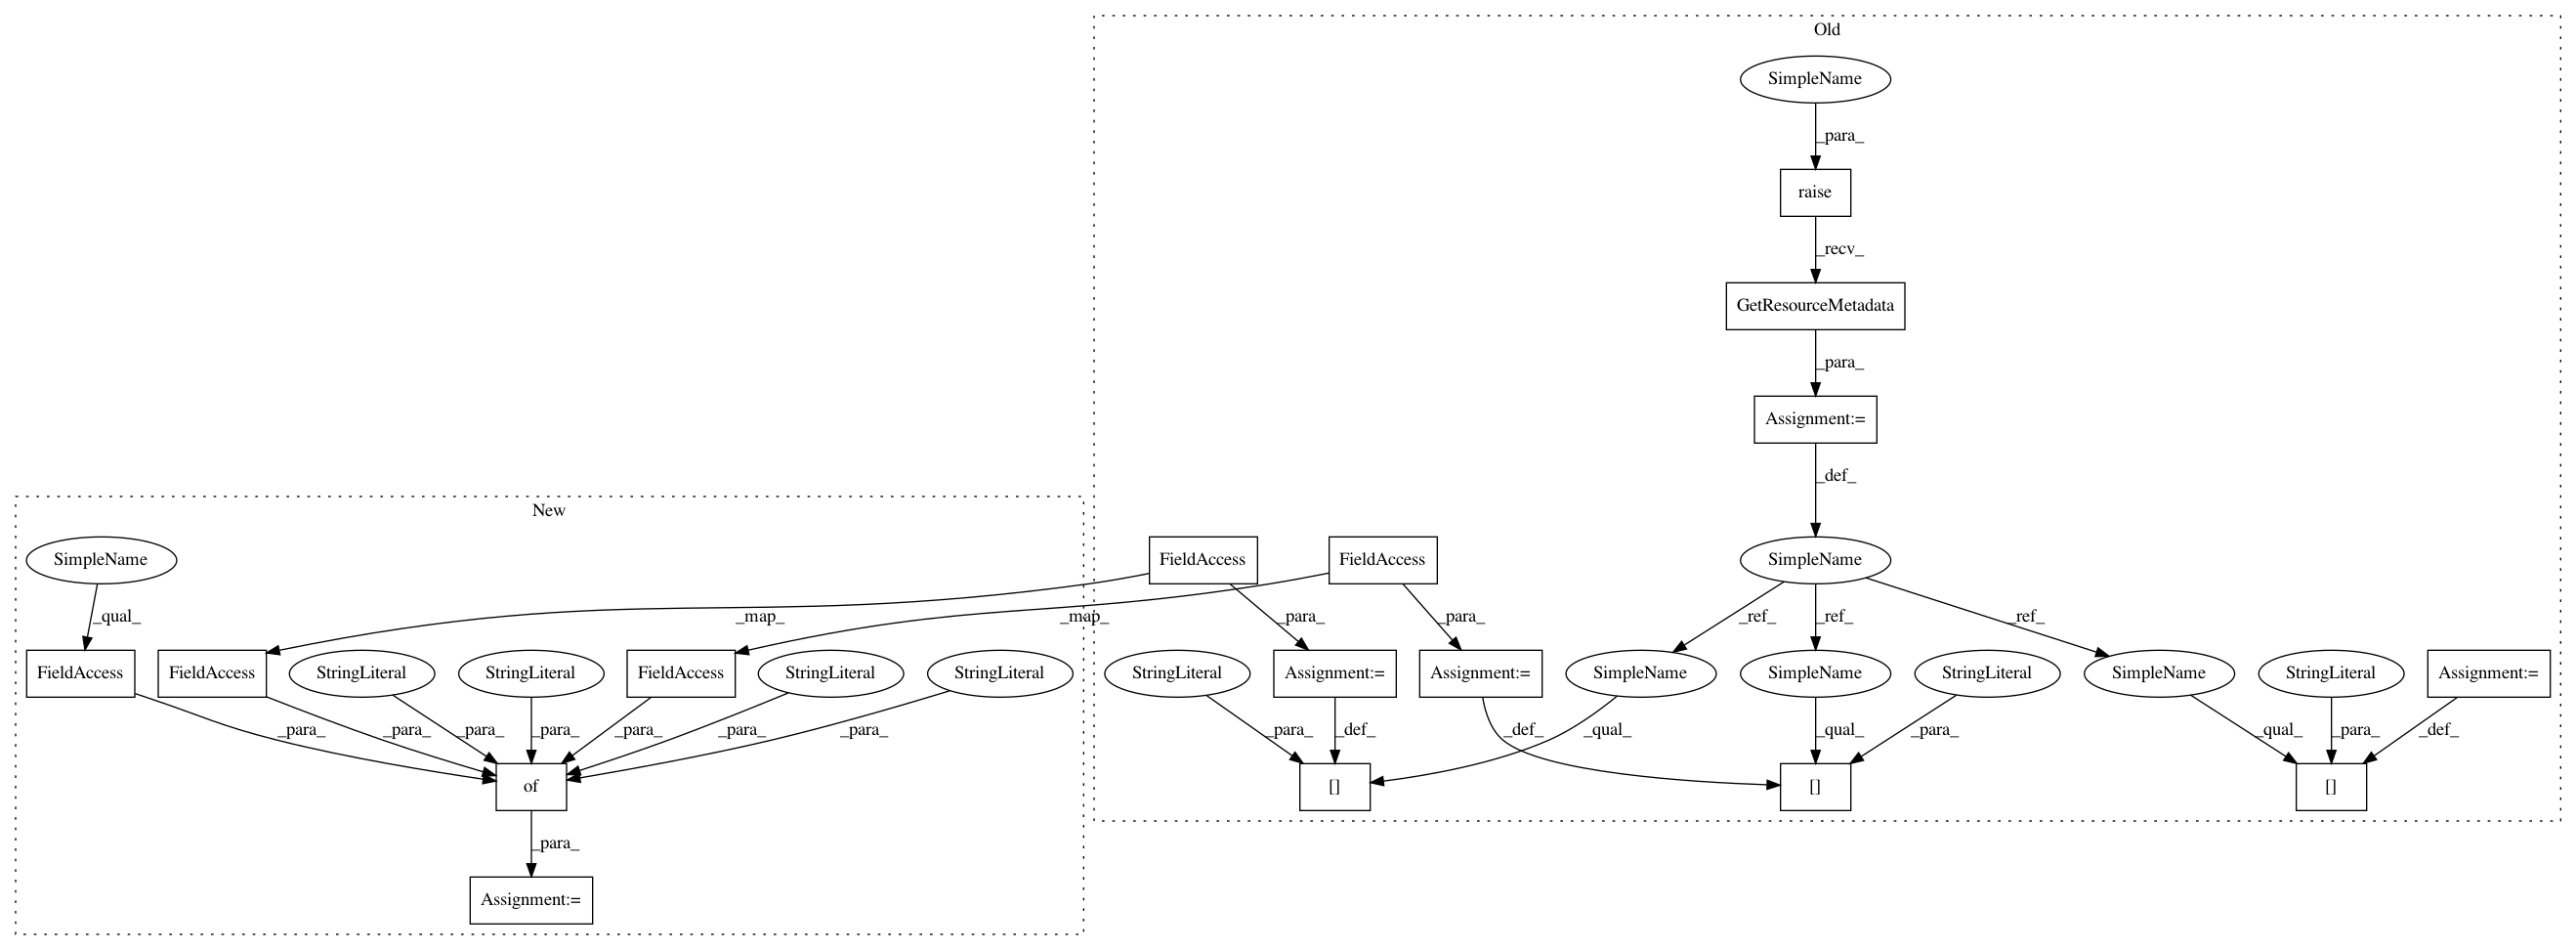 Old
SimpleName
_para_
raise
_recv_
GetResourceMetadata
_para_
Assignment:=
_def_
New
SimpleName
FieldAccess
FieldAccess
SimpleName
_qual_
_map_
_map_
_para_
_para_
_ref_
_ref_
_ref_
FieldAccess
FieldAccess
StringLiteral
StringLiteral
FieldAccess
StringLiteral
StringLiteral
StringLiteral
Assignment:=
Assignment:=
SimpleName
SimpleName
StringLiteral
SimpleName
StringLiteral
Assignment:=
_para_
_para_
_para_
_para_
_para_
_para_
_para_
_para_
_def_
_def_
_qual_
_qual_
_para_
_qual_
_para_
_def_
of
[]
[]
[]
_para_
Assignment:=